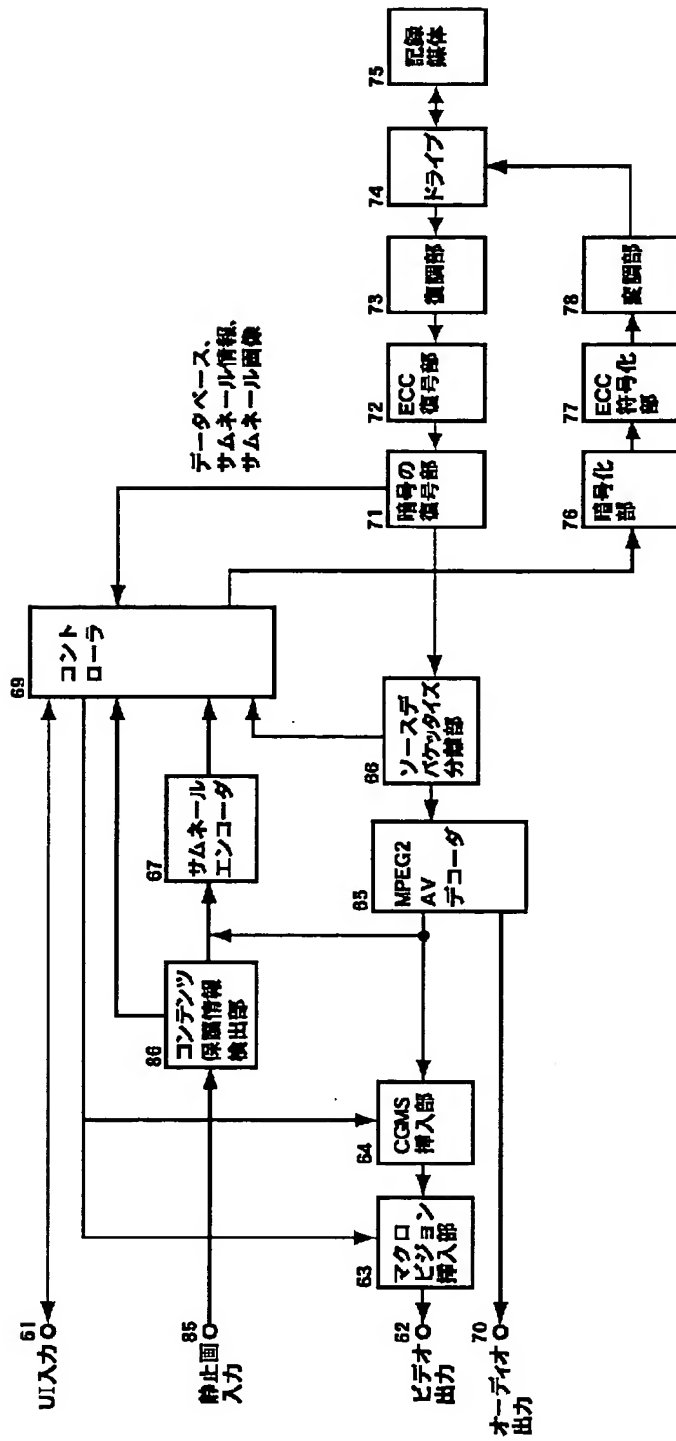 61
UI入力
85
静止画
入力
62
ビデオ
出力
70
オーディオ
出力
63
マクロ
ビジョン
挿入部
64
CGMS
挿入部
86
コンテンツ
保護情報
検出部
67
サムネール
エンコーダ
69
コント
ローラ
65
MPEG2
AV
デコーダ
66
ソースデ
パケッタイズ
分離部
データベース、
サムネール情報、
サムネール画像
71
暗号の
復号部
72
ECC
復号部
73
復調部
74
ドライブ
75
記録
媒体
76
暗号化
部
77
ECC
符号化
部
78
変調部